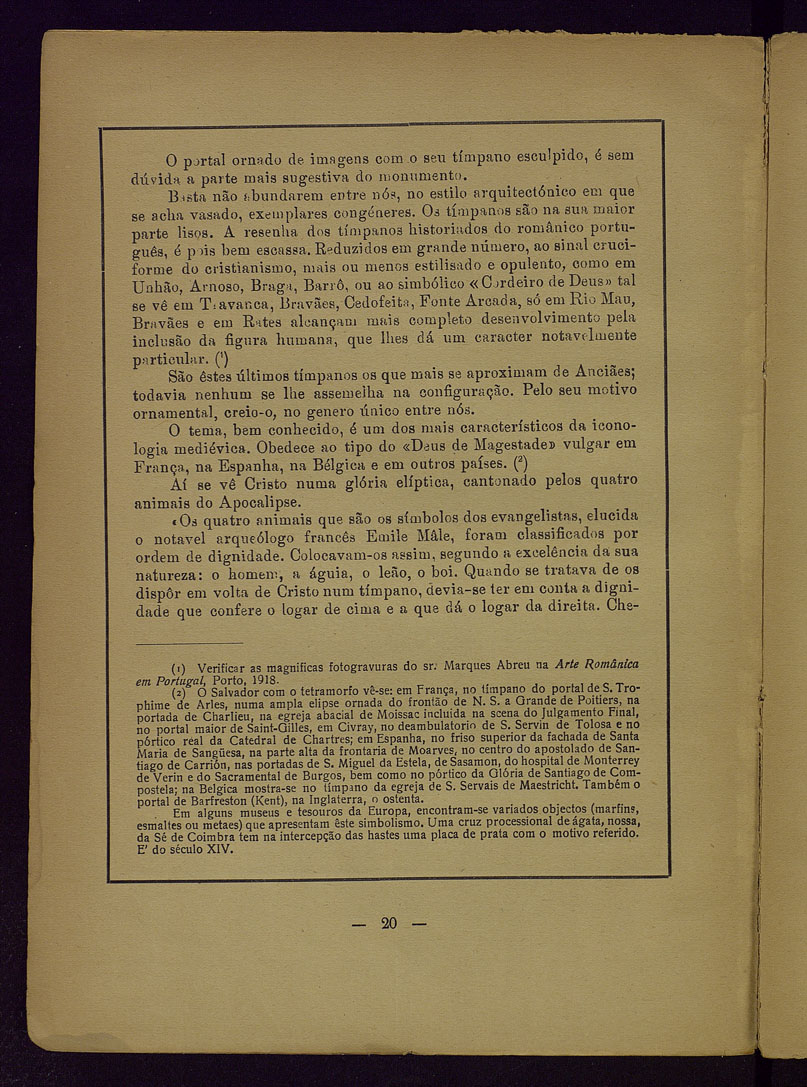 O portal ornado de imagens com o seu tímpano esculpido, é sem
dúvida a parte mais sugestiva do monumento.
Basta não abundarem entre nós, no estilo arquitectónico em que
se acha vasado, exemplares congéneres. Os tímpanos são na sua maior
parte lisos. A resenha dos tímpanos historiados do românico portu-
guês, é pois bem escassa. Reduzidos em grande número, ao sinal cruci-
forme do cristianismo, mais ou menos estilisado e opulento, como em
Unhão, Arnoso, Braga, Barrô, ou ao simbólico «Cordeiro de Deus» tal
se vê em Travanca, Bravães, Cedofeita, Fonte Arcada, só em Rio Mau,
Bravães e em Rates alcançam mais completo desenvolvimento pela
inclusão da figura humana, que lhes dá um caracter notavelmente
particular. (¹)
São êstes últimos tímpanos os que mais se aproximam de Anciães;
todavia nenhum se lhe assemelha na configuração. Pelo seu motivo
ornamental, creio-o, no genero único entre nós.
O tema, bem conhecido, é um dos mais característicos da icono-
logia mediévica. Obedece ao tipo do «Deus de Magestade» vulgar em
França, na Espanha, na Bélgica e em outros países. (²)
Aí se vê Cristo numa glória elíptica, cantonado pelos quatro
animais do Apocalipse.
«Os quatro animais que são os símbolos dos evangelistas, elucida
o notavel arqueólogo francês Emile Mâle, foram classificados por
ordem de dignidade. Colocavam-os assim, segundo a excelência da sua
natureza: o homem, a águia, o leão, o boi. Quando se tratava de os
dispôr em volta de Cristo num tímpano, devia-se ter em conta a digni-
dade que confere o logar de cima e a que dá o logar da direita. Che-
(1) Verificar as magnificas fotogravuras do sr. Marques Abreu na Arte Românica
em Portugal, Porto, 1918.
(2) O Salvador com o tetramorfo vê-se: em França, no tímpano do portal de S. Tro-
phime de Arles, numa ampla elipse ornada do frontão de N. S. a Grande de Poitiers, na
portada de Charlieu, na egreja abacial de Moissac incluida na scena do Julgamento Final,
no portal maior de Saint-Gilles, em Civray, no deambulatorio de S. Servin de Tolosa e no
pórtico real da Catedral de Chartres; em Espanha, no friso superior da fachada de Santa
Maria de Sangüesa, na parte alta da frontaria de Moarves, no centro do apostolado de San-
tiago de Carrión, nas portadas de S. Miguel da Estela, de Sasamon, do hospital de Monterrey
de Verin e do Sacramental de Burgos, bem como no pórtico da Glória de Santiago de Com-
postela; na Belgica mostra-se no tímpano da egreja de S. Servais de Maestricht. Também o
portal de Barfreston (Kent), na Inglaterra, o ostenta.
Em alguns museus e tesouros da Europa, encontram-se variados objectos (marfins,
esmaltes ou metaes) que apresentam êste simbolismo. Uma cruz processional de ágata, nossa,
da Sé de Coimbra tem na intercepção das hastes uma placa de prata com o motivo referido.
E' do século XIV.
— 20 —